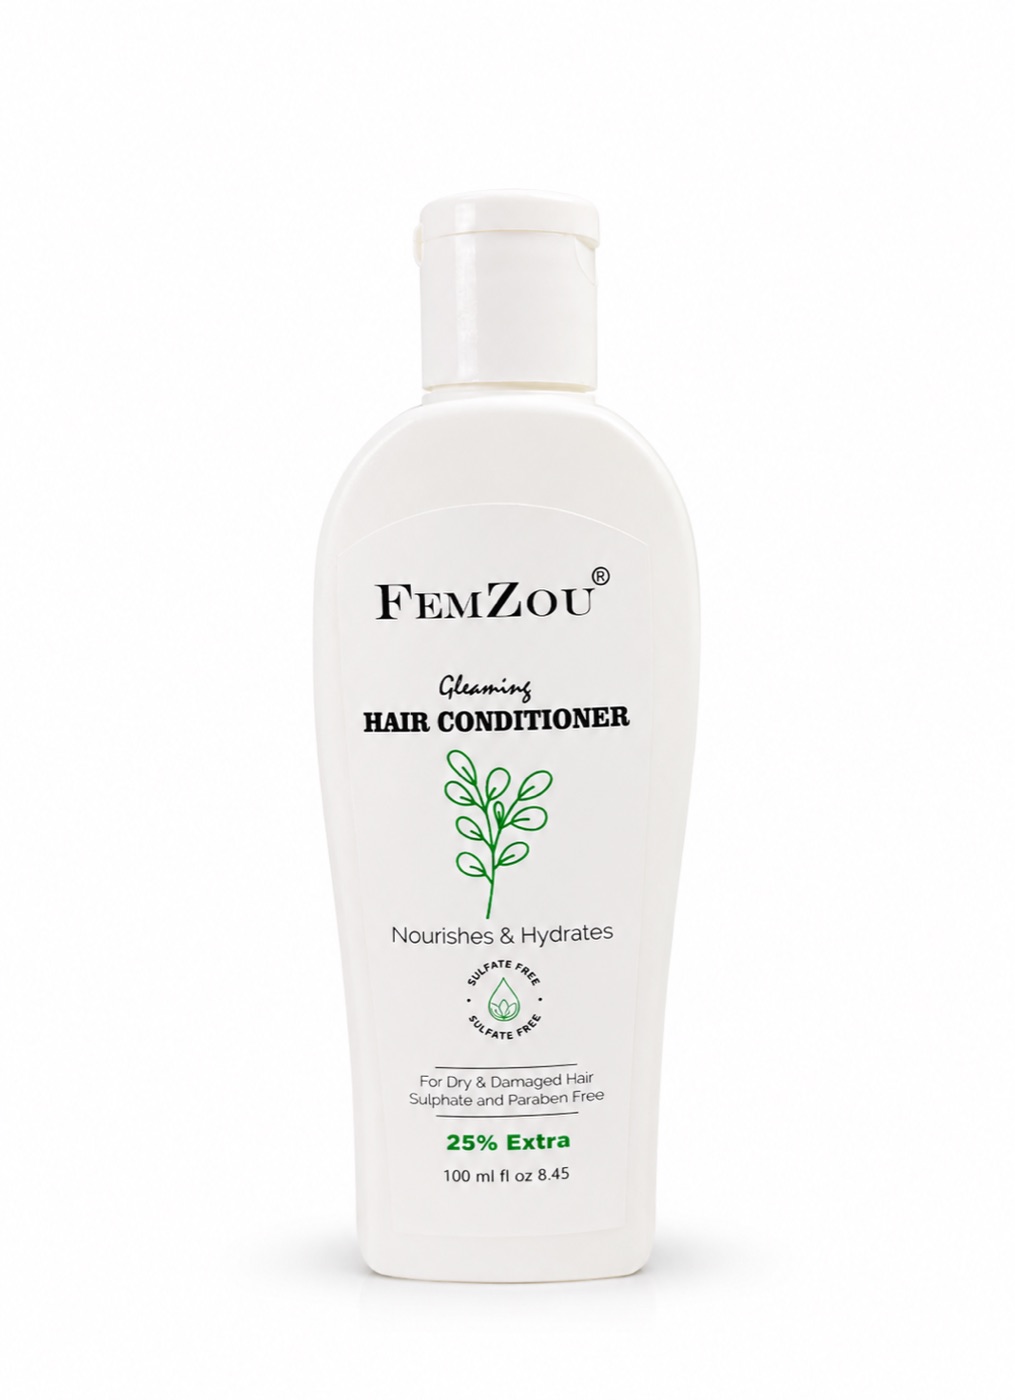 FEMZOU®
Gleaming
HAIR CONDITIONER
Nourishes & Hydrates
SULFATE FREE
SULFATE FREE
For Dry & Damaged Hair
Sulphate and Paraben Free
25% Extra
100 ml fl oz 8.45